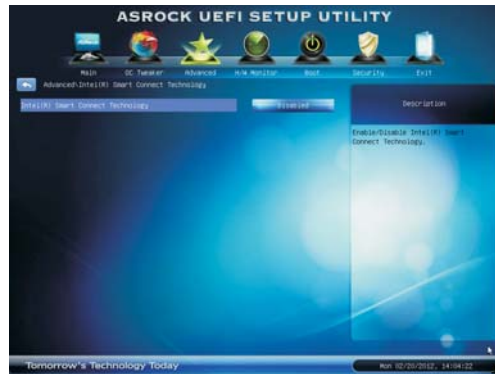 ASROCK UEFI SETUP UTILITY
Main OC Tweaker Advanced H/W Monitor Boot Security Exit
Advanced\Intel(R) Smart Connect Technology
Intel(R) Smart Connect Technology Disabled
Description
Enable/Disable Intel(R) Smart
Connect Technology.
Tomorrow's Technology Today
Mon 02/20/2012, 14:04:22